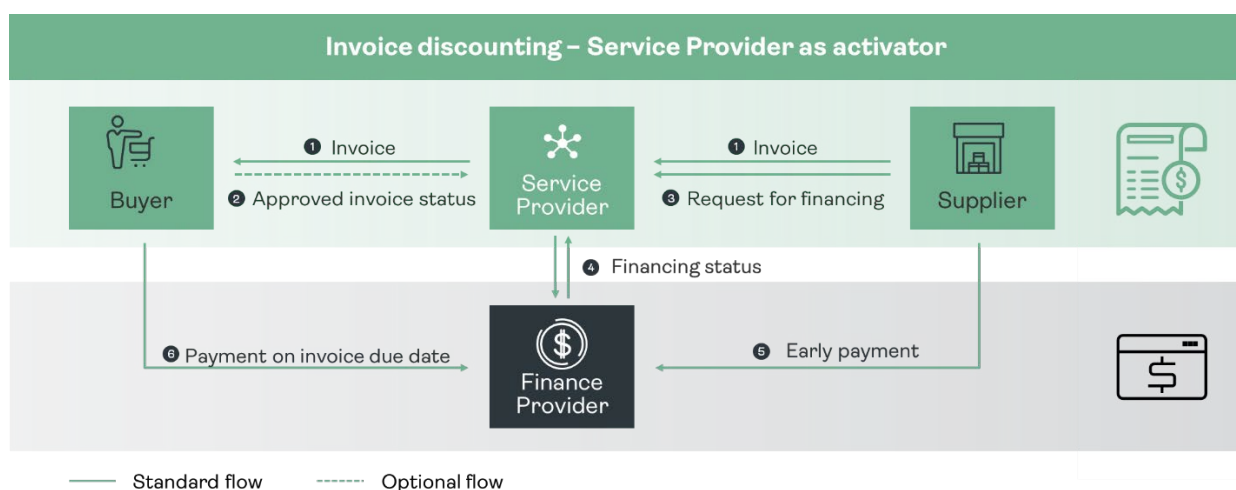 Invoice discounting – Service Provider as activator
1 Invoice
1 Invoice
Buyer
2 Approved invoice status
Service
Provider
3 Request for financing
Supplier
$
4 Financing status
6 Payment on invoice due date
$
Finance
Provider
5 Early payment
$
Standard flow
Optional flow